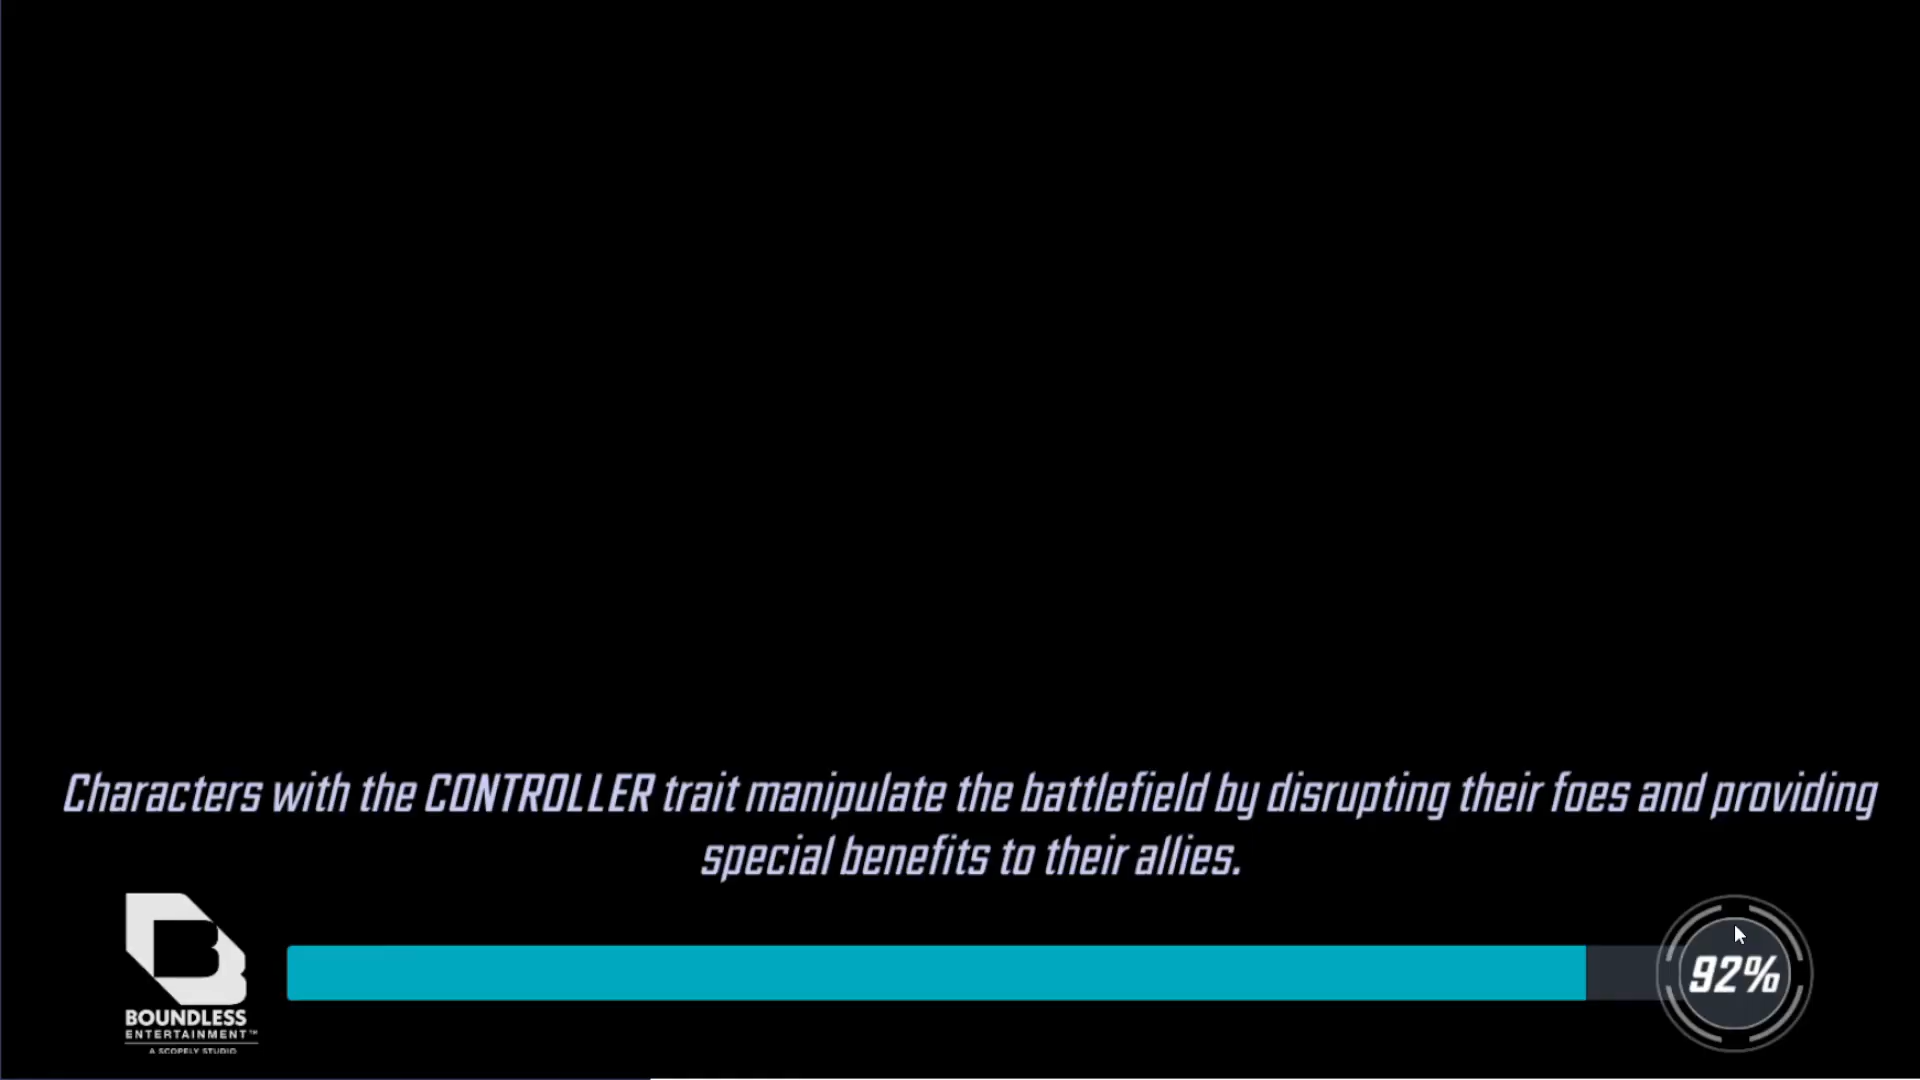 Characters with the CONTROLLER trait manipulate the battlefield by disrupting their foes and providing
special benefits to their allies.
92%
BOUNDLESS
ENTERTAINMENT™
A SCOPELY STUDIO